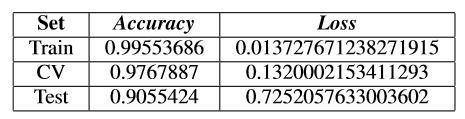 Set Accuracy Loss
Train 0.99553686 0.013727671238271915
CV 0.9767887 0.1320002153411293
Test 0.9055424 0.7252057633003602